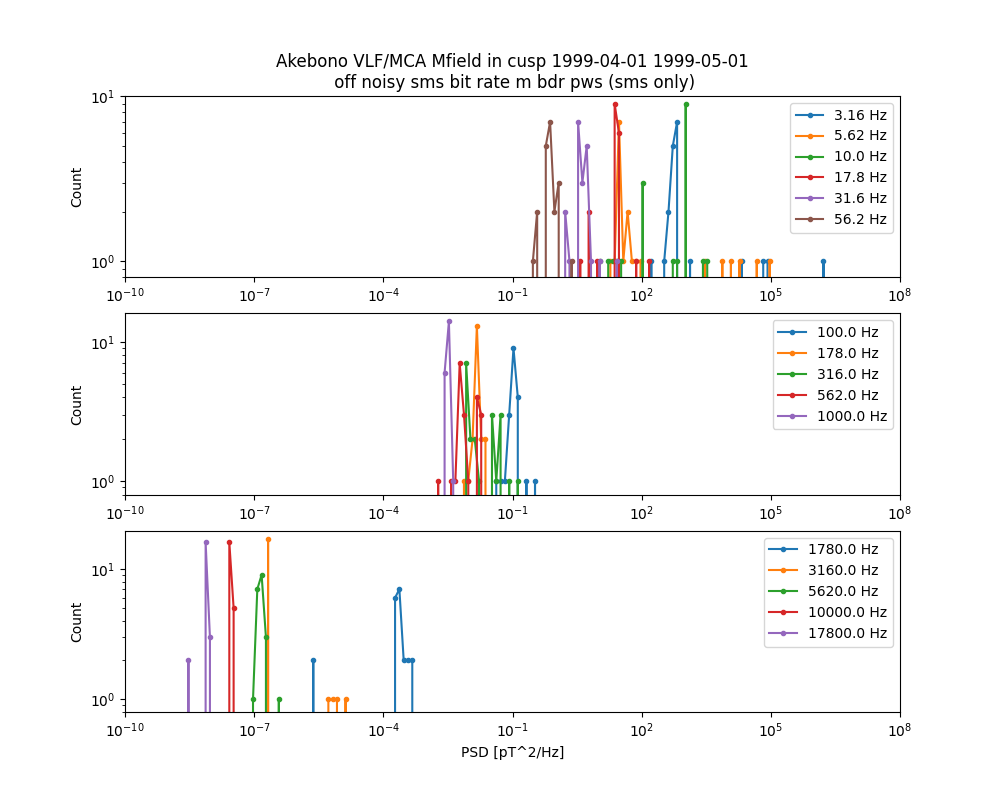 Akebono VLF/MCA Mfield in cusp 1999-04-01 1999-05-01
off noisy sms bit rate m bdr pws (sms only)
Count
10^1
10^0
3.16 Hz
5.62 Hz
10.0 Hz
17.8 Hz
31.6 Hz
56.2 Hz
10^-10 10^-7 10^-4 10^-1 10^2 10^5 10^8
Count
10^1
10^0
100.0 Hz
178.0 Hz
316.0 Hz
562.0 Hz
1000.0 Hz
10^-10 10^-7 10^-4 10^-1 10^2 10^5 10^8
Count
10^1
10^0
1780.0 Hz
3160.0 Hz
5620.0 Hz
10000.0 Hz
17800.0 Hz
10^-10 10^-7 10^-4 10^-1 10^2 10^5 10^8
PSD [pT^2/Hz]